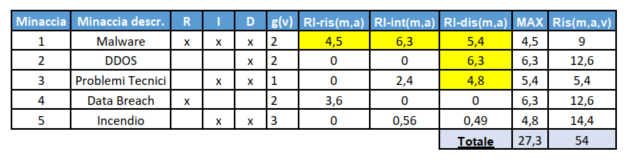 Minaccia Minaccia descr. R I D g(v) RI-ris(m,a) RI-int(m,a) RI-dis(m,a) MAX Ris(m,a,v)
1 Malware x x x 2 4,5 6,3 5,4 4,5 9
2 DDOS x 2 0 0 6,3 6,3 12,6
3 Problemi Tecnici x x 1 0 2,4 4,8 5,4 5,4
4 Data Breach x 2 3,6 0 0 6,3 12,6
5 Incendio x x 3 0 0,56 0,49 4,8 14,4
Totale 27,3 54